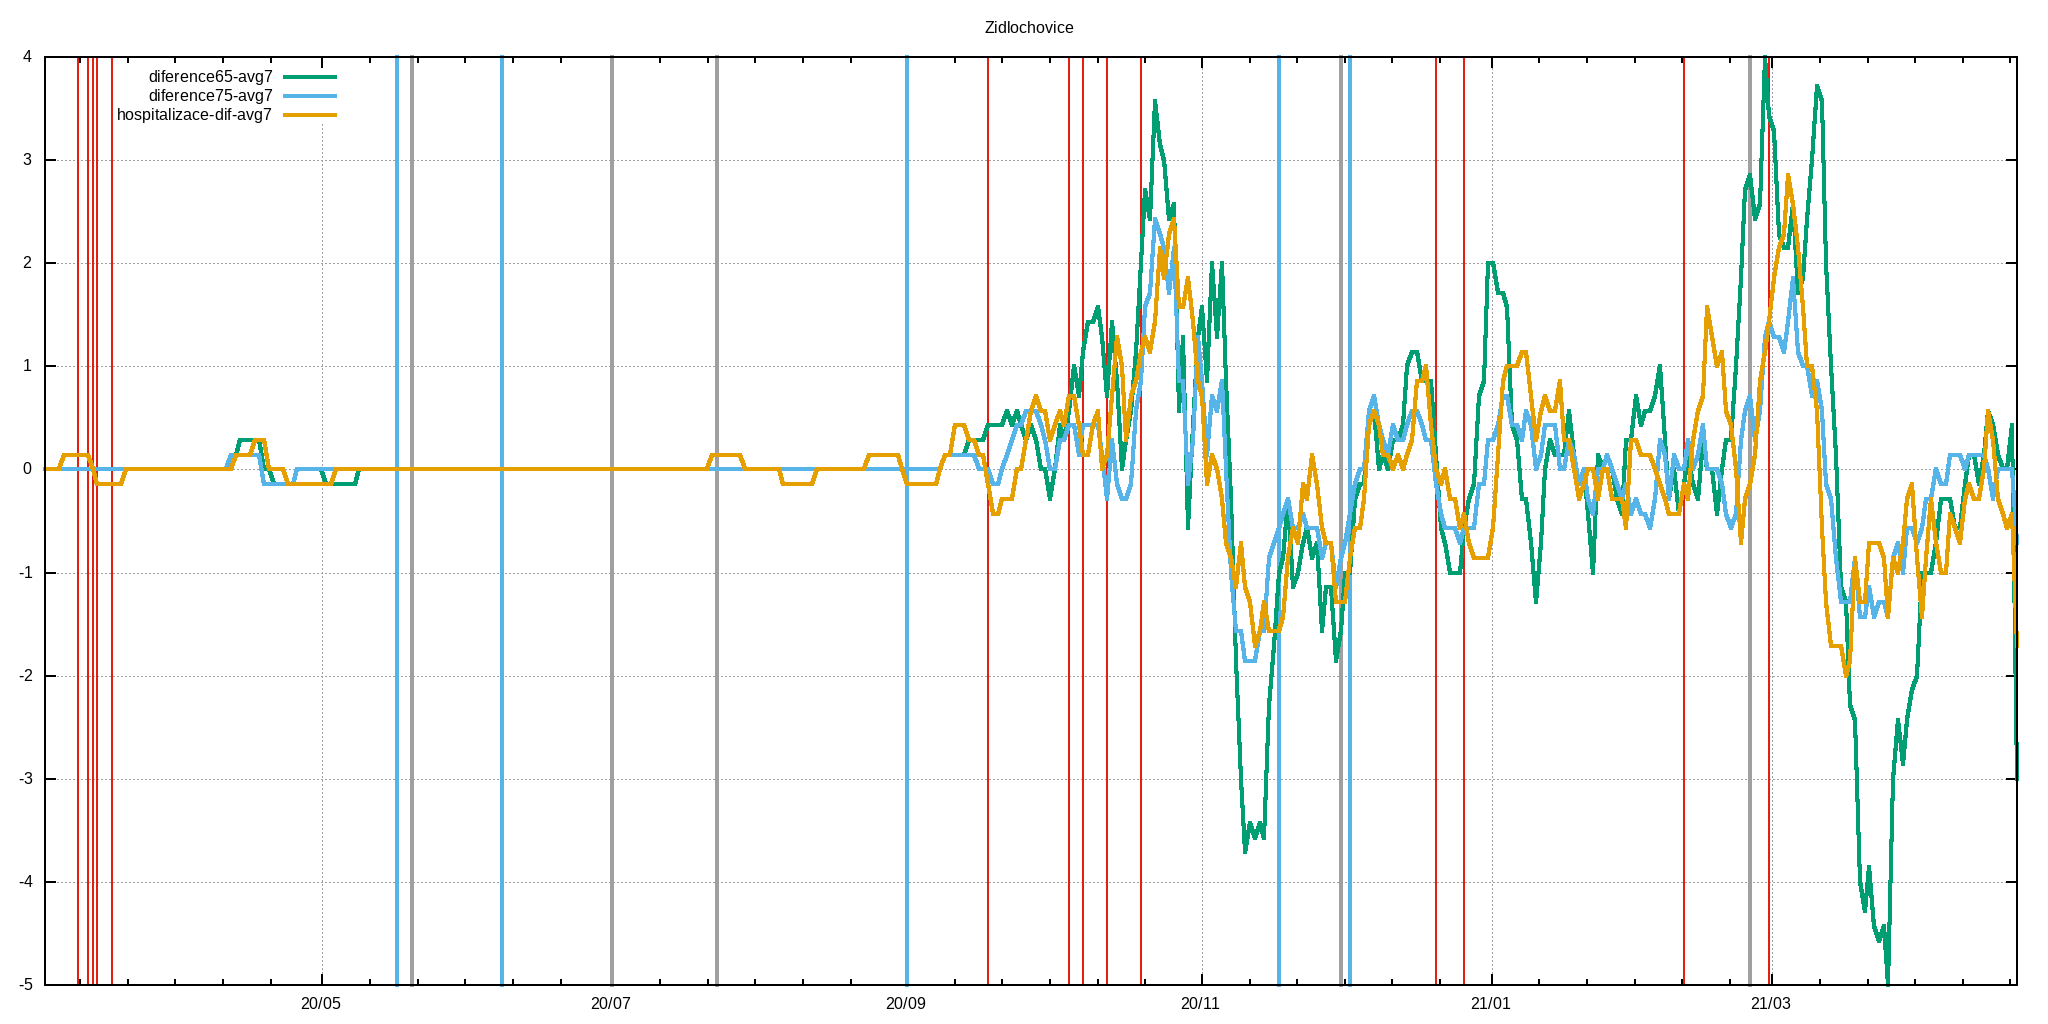 Zidlochovice
4
diference65-avg7
diference75-avg7
hospitalizace-dif-avg7
3
2
1
0
-1
-2
-3
-4
-5
20/05 20/07 20/09 20/11 21/01 21/03